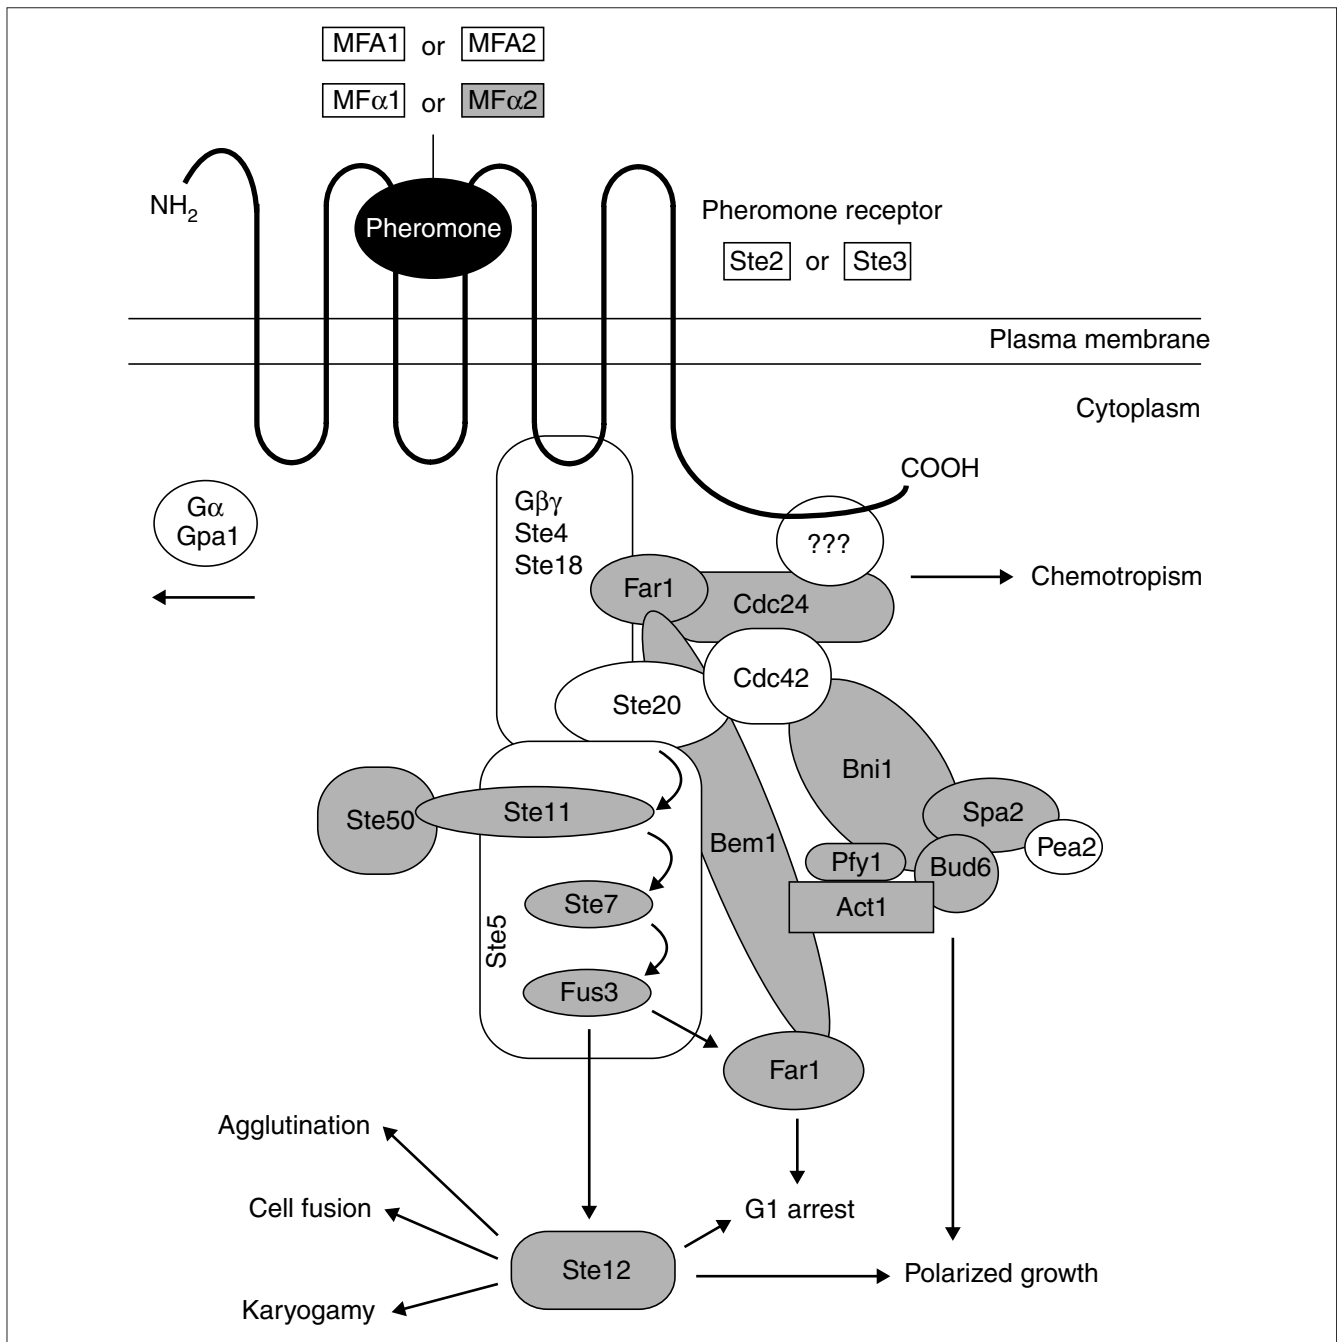 MFA1 or MFA2
MFα1 or MFα2
NH2
Pheromone
Pheromone receptor
Ste2 or Ste3
Plasma membrane
Cytoplasm
COOH
Gα
Gpa1
Gβγ
Ste4
Ste18
???
Far1
Cdc24
Chemotropism
Cdc42
Ste20
Bni1
Ste50
Ste11
Spa2
Bem1
Pea2
Pfy1
Bud6
Ste7
Act1
Ste5
Fus3
Far1
Agglutination
Cell fusion
G1 arrest
Ste12
Polarized growth
Karyogamy